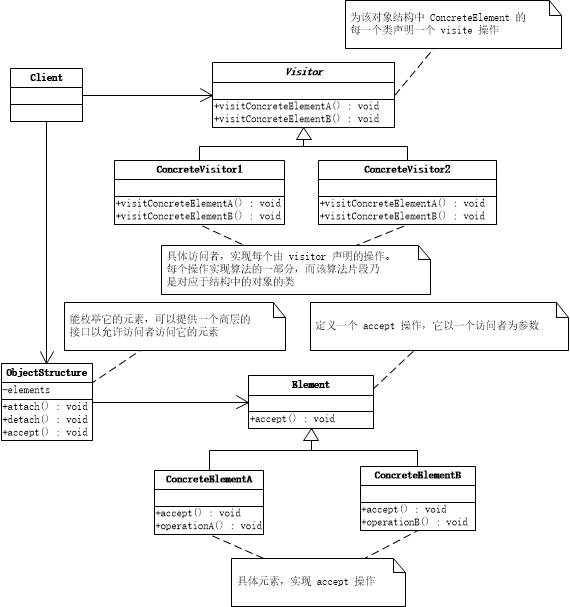 为该对象结构中 ConcreteElement 的
每一个类声明一个 visite 操作
Client
Visitor
+visitConcreteElementA() : void
+visitConcreteElementB() : void
ConcreteVisitor1
+visitConcreteElementA() : void
+visitConcreteElementB() : void
ConcreteVisitor2
+visitConcreteElementA() : void
+visitConcreteElementB() : void
具体访问者，实现每个由 visitor 声明的操作。
每个操作实现算法的一部分，而该算法片段乃
是对应于结构中的对象的类
能枚举它的元素，可以提供一个高层的
接口以允许访问者访问它的元素
定义一个 accept 操作，它以一个访问者为参数
ObjectStructure
-elements
+attach() : void
+detach() : void
+accept() : void
Element
+accept() : void
ConcreteElementA
+accept() : void
+operationA() : void
ConcreteElementB
+accept() : void
+operationB() : void
具体元素，实现 accept 操作